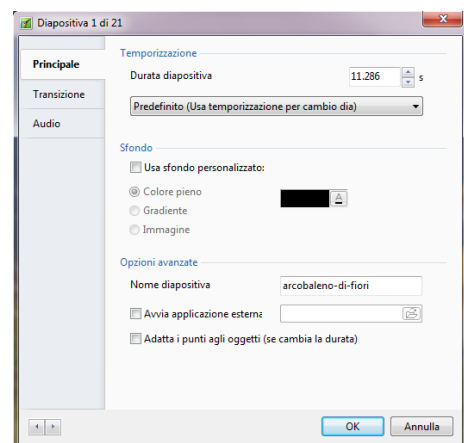 Diapositiva 1 di 21
Principale
Transizione
Audio
Temporizzazione
Durata diapositiva 11.286 s
Predefinito (Usa temporizzazione per cambio dia)
Sfondo
Usa sfondo personalizzato:
Colore pieno A
Gradiente
Immagine
Opzioni avanzate
Nome diapositiva arcobaleno-di-fiori
Avvia applicazione esterna
Adatta i punti agli oggetti (se cambia la durata)
OK Annulla